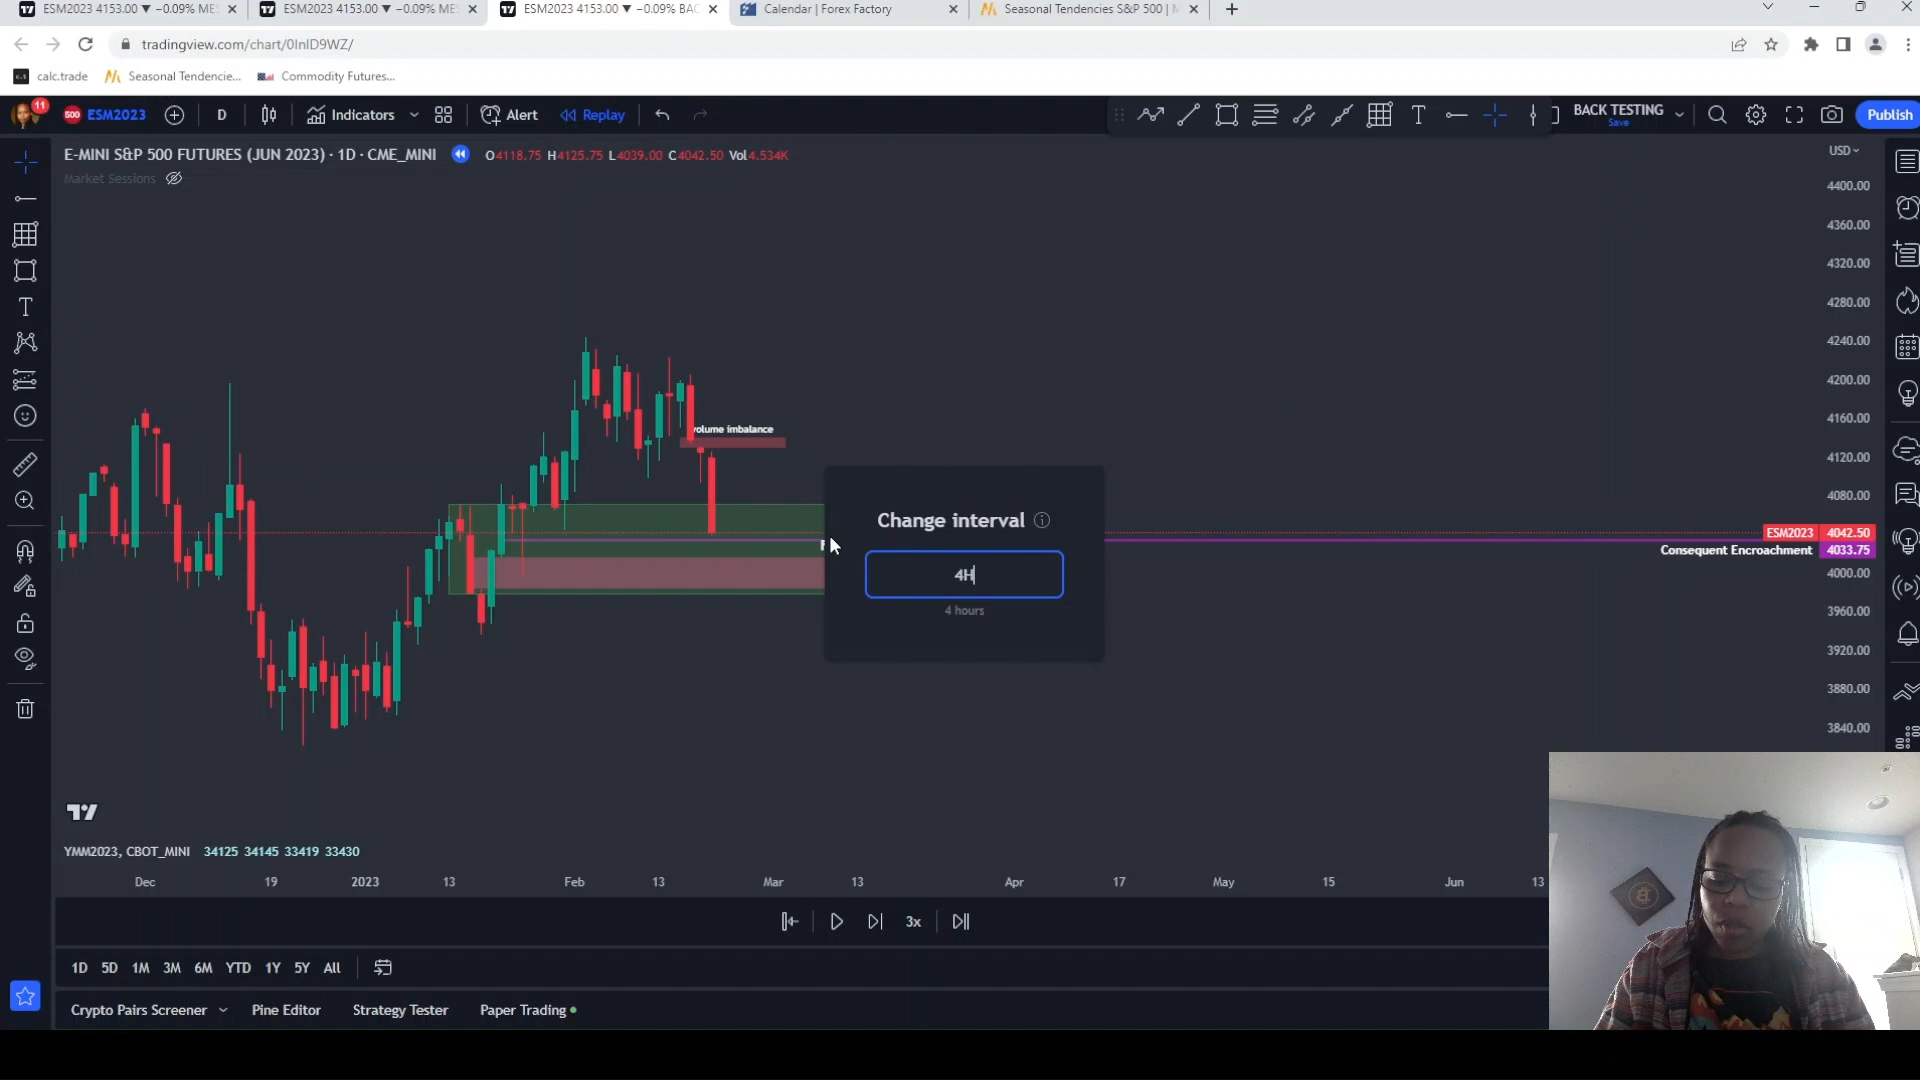 ESM2023 4153.00 ▼ −0.09% ME
ESM2023 4153.00 ▼ −0.09% ME
ESM2023 4153.00 ▼ −0.09% BAC
Calendar | Forex Factory
Seasonal Tendencies S&P 500 |
tradingview.com/chart/0InlD9WZ/
calc.trade
Seasonal Tendencie...
Commodity Futures...
11
500
ESM2023
D
Indicators
Alert
Replay
T
BACK TESTING
Save
Publish
E-MINI S&P 500 FUTURES (JUN 2023) · 1D · CME_MINI
O4118.75 H4125.75 L4039.00 C4042.50 Vol4.534K
USD
Market Sessions
4400.00
4360.00
4320.00
4280.00
4240.00
4200.00
4160.00
volume imbalance
4120.00
4080.00
Change interval
ESM2023 4042.50
Consequent Encroachment 4033.75
4H
4000.00
4 hours
3960.00
3920.00
3880.00
3840.00
YMM2023, CBOT_MINI 34125 34145 33419 33430
Dec 19 2023 13 Feb 13 Mar 13 Apr 17 May 15 Jun 13
3x
1D 5D 1M 3M 6M YTD 1Y 5Y All
Crypto Pairs Screener
Pine Editor
Strategy Tester
Paper Trading